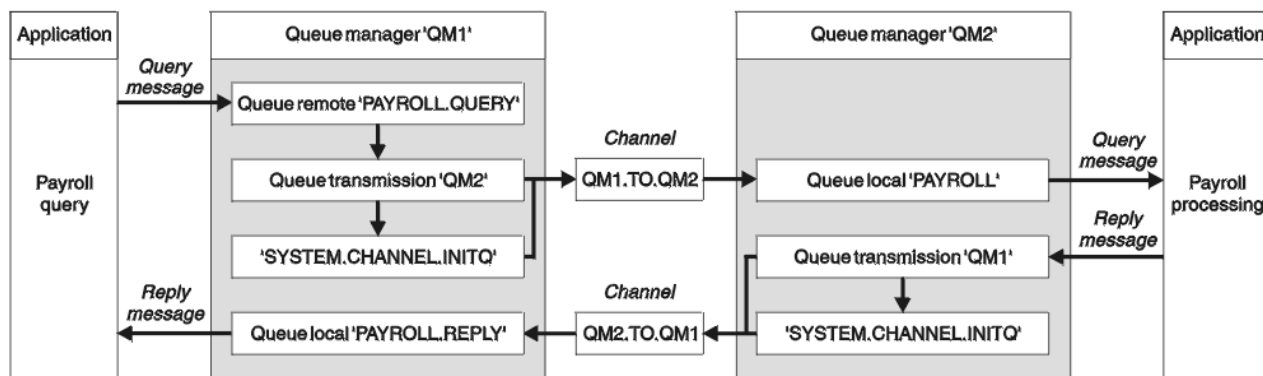 Application
Queue manager 'QM1'
Queue manager 'QM2'
Application
Query
message
Queue remote 'PAYROLL.QUERY'
Channel
Query
message
Payroll
query
Queue transmission 'QM2'
QM1.TO.QM2
Queue local 'PAYROLL'
Payroll
processing
Reply
message
'SYSTEM.CHANNEL.INITQ'
Queue transmission 'QM1'
Reply
message
Channel
Queue local 'PAYROLL.REPLY'
QM2.TO.QM1
'SYSTEM.CHANNEL.INITQ'